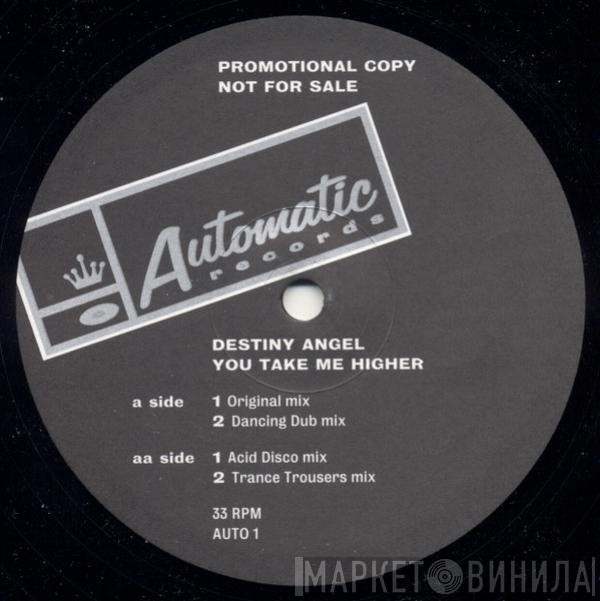 PROMOTIONAL COPY
NOT FOR SALE
Automatic
records
DESTINY ANGEL
YOU TAKE ME HIGHER
a side 1 Original mix
2 Dancing Dub mix
aa side 1 Acid Disco mix
2 Trance Trousers mix
33 RPM
AUTO 1
МАРКЕТ ВИНИЛА